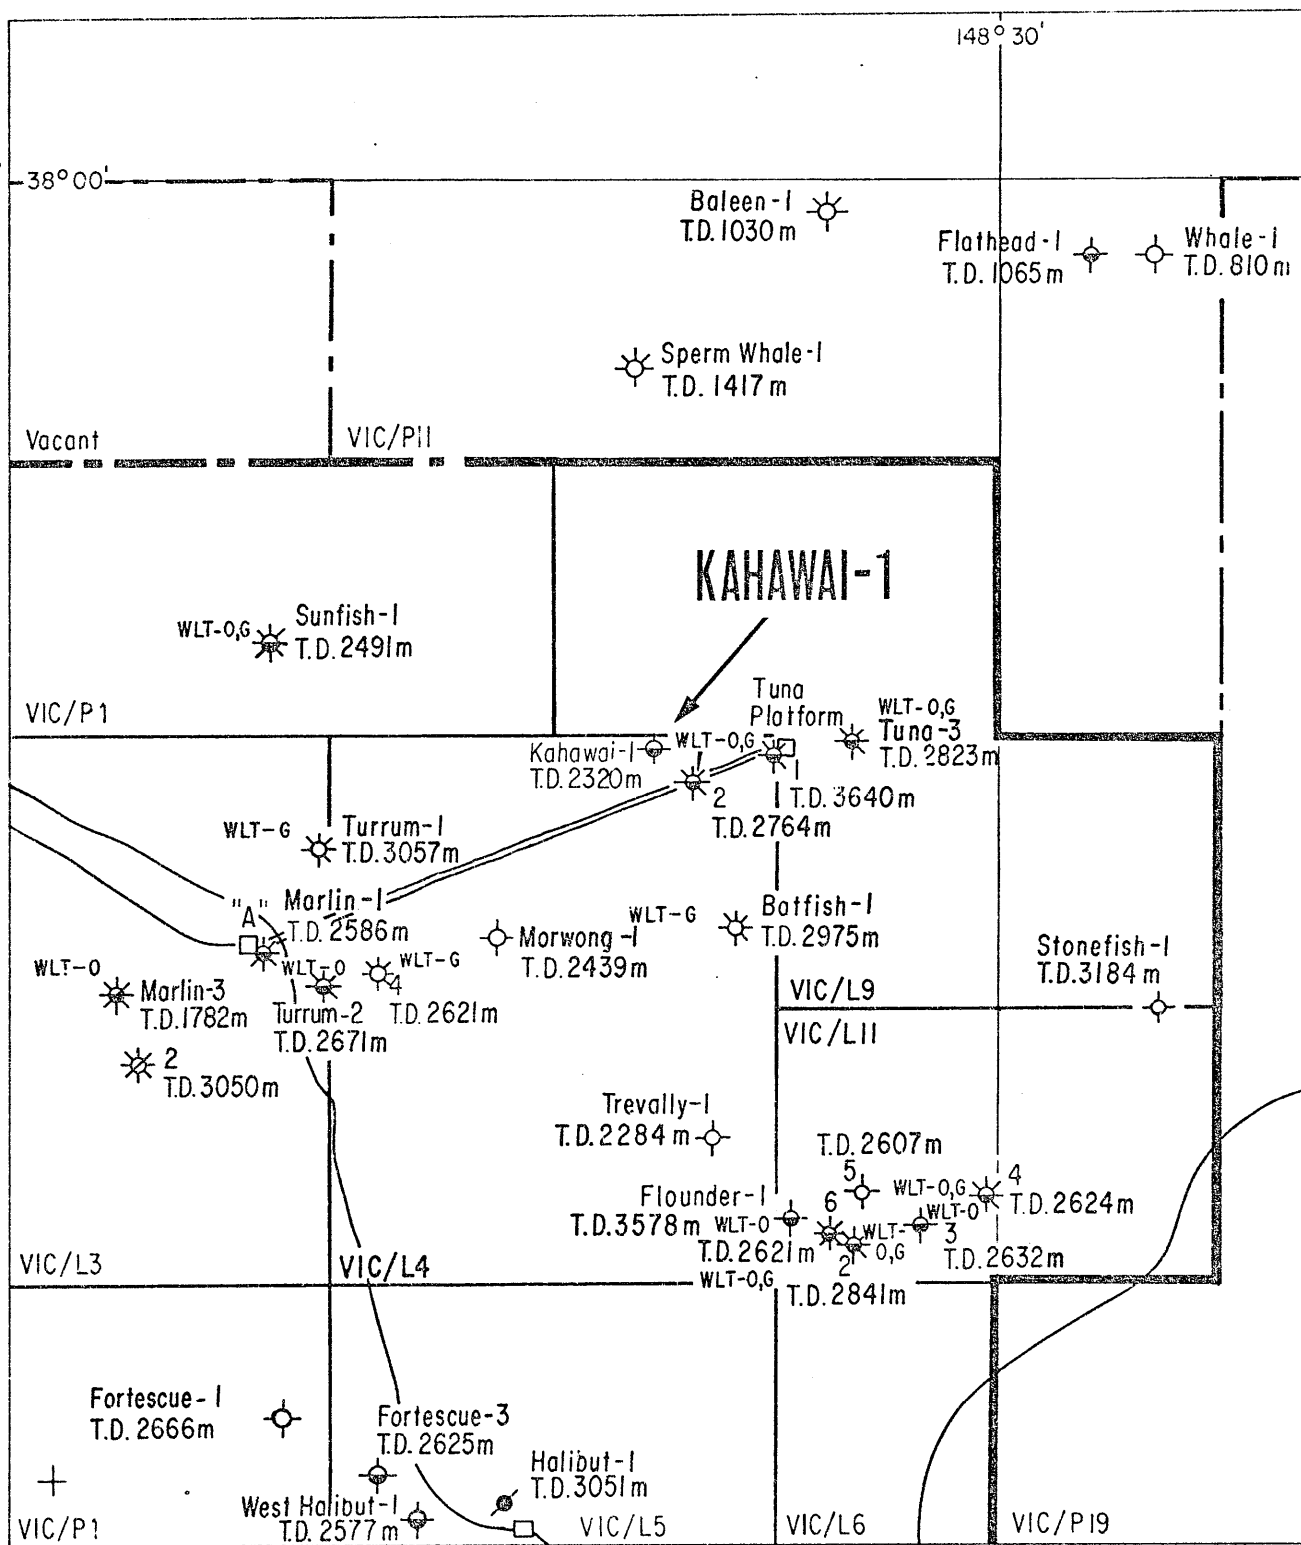 148° 30'
38° 00'
Baleen-1
T.D. 1030 m
Flathead-1
T.D. 1065 m
Whale-1
T.D. 810 m
Sperm Whale-1
T.D. 1417 m
Vacant
VIC/P11
KAHAWAI-1
Sunfish-1
WLT-O,G
T.D. 2491m
VIC/P1
Tuna
Platform
WLT-O,G
Tuna-3
T.D. 2823m
Kahawai-1
T.D. 2320m
WLT-O,G
1
T.D. 3640m
2
T.D. 2764m
WLT-G
Turrum-1
T.D. 3057m
"A"
Marlin-1
T.D. 2586m
WLT-G
Batfish-1
T.D. 2975m
Morwong-1
T.D. 2439m
Stonefish-1
T.D. 3184m
WLT-O
Marlin-3
T.D. 1782m
WLT-O
Turrum-2
T.D. 2671m
WLT-G
4
T.D. 2621m
VIC/L9
VIC/L11
2
T.D. 3050m
Trevally-1
T.D. 2284 m
T.D. 2607m
5
WLT-O,G
4
T.D. 2624m
Flounder-1
T.D. 3578m
WLT-O
6
T.D. 2621m
WLT-O,G
WLT-
O,G
2
T.D. 2841m
WLT-O
3
T.D. 2632m
VIC/L3
VIC/L4
Fortescue-1
T.D. 2666m
Fortescue-3
T.D. 2625m
Halibut-1
T.D. 3051m
West Halibut-1
T.D. 2577m
VIC/P1
VIC/L5
VIC/L6
VIC/P19